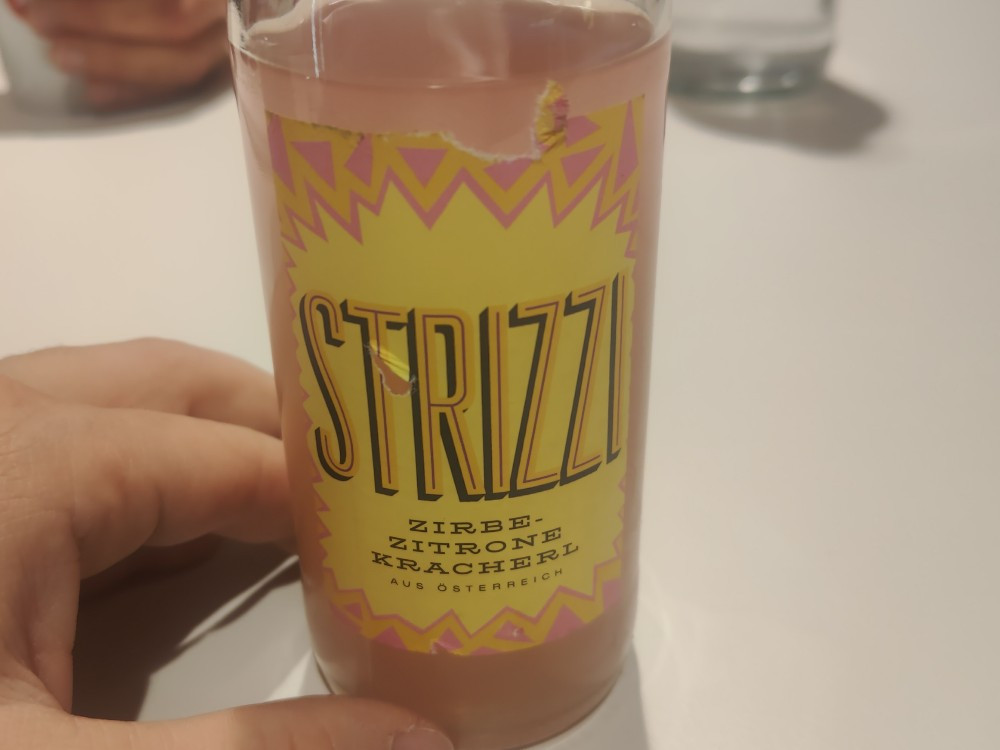 STRIZZI
ZIRBE-
ZITRONE
KRACHERL
AUS ÖSTERREICH